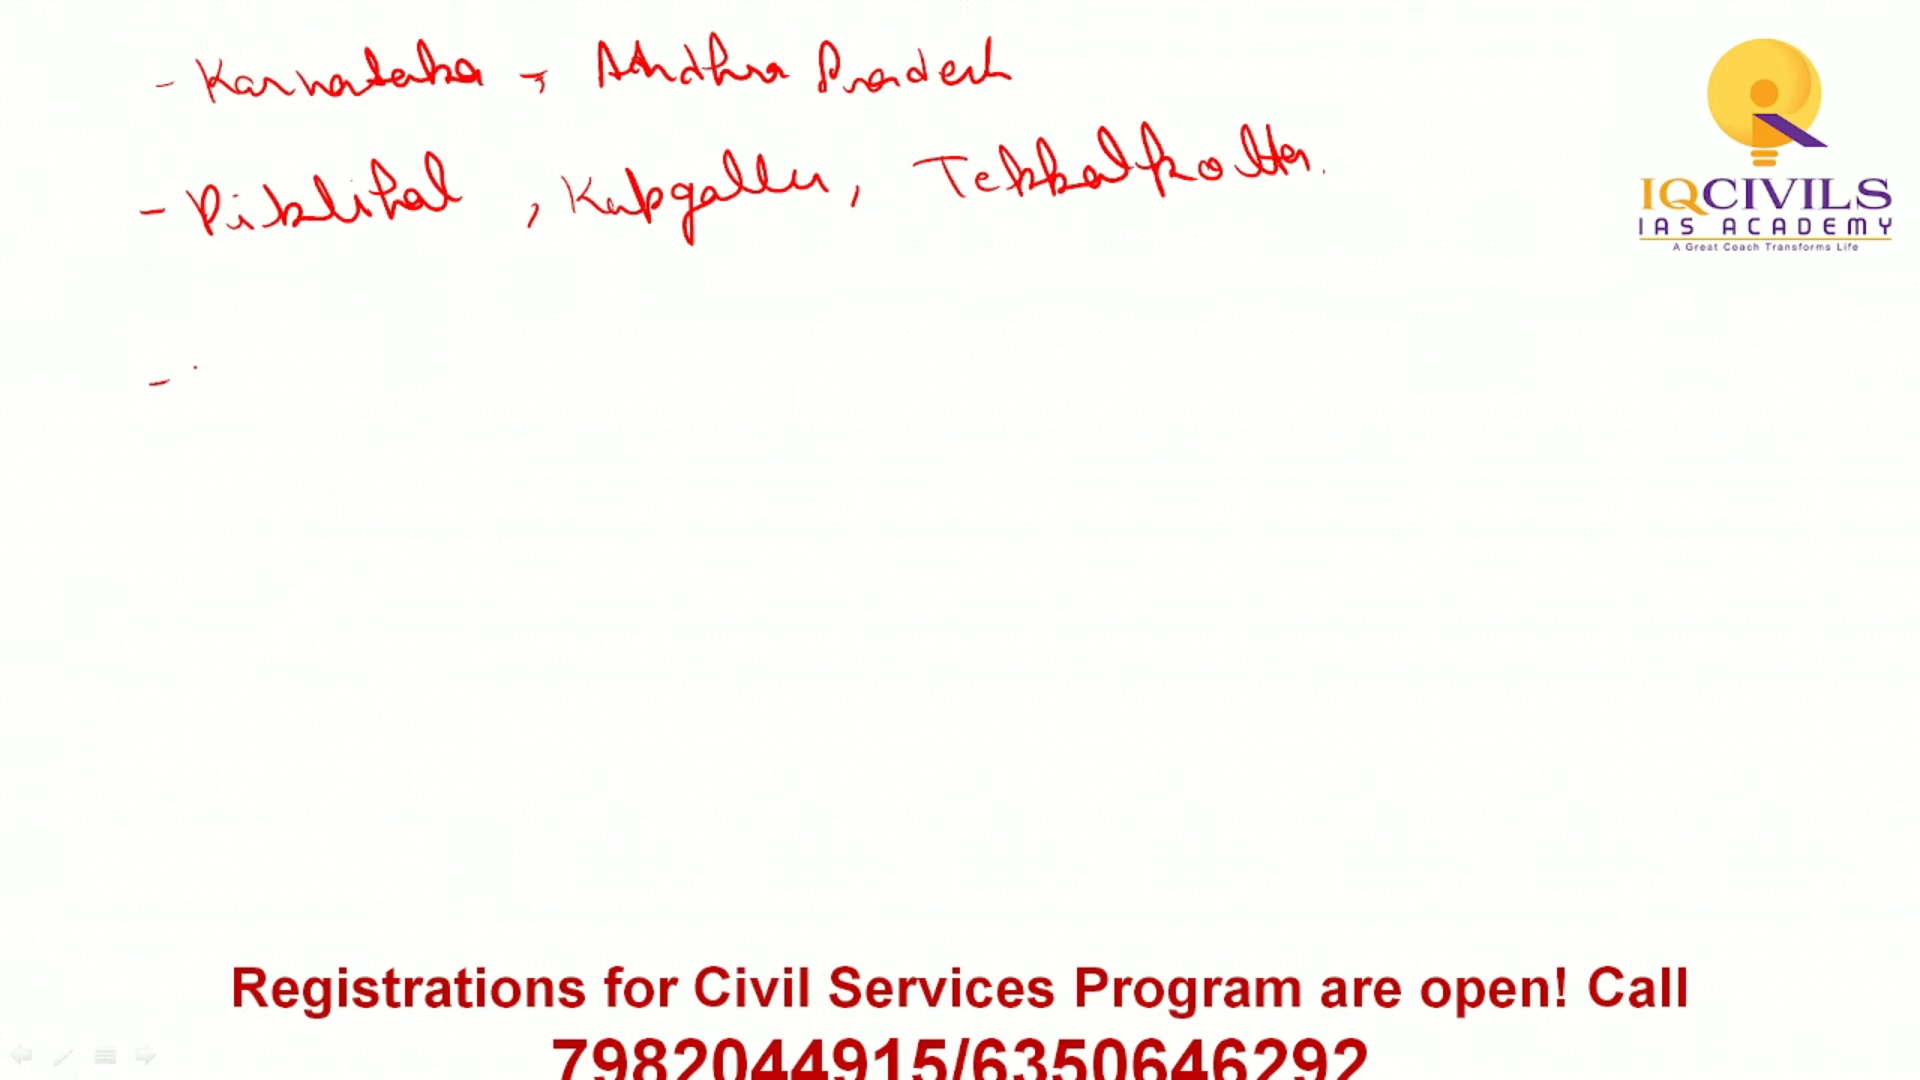 - Karnataka - Andhra Pradesh
- Piklihal , Kupgallu, Tekkalkotta.
-
IQCIVILS
IAS ACADEMY
A Great Coach Transforms Life
Registrations for Civil Services Program are open! Call
7982044915/6350646292